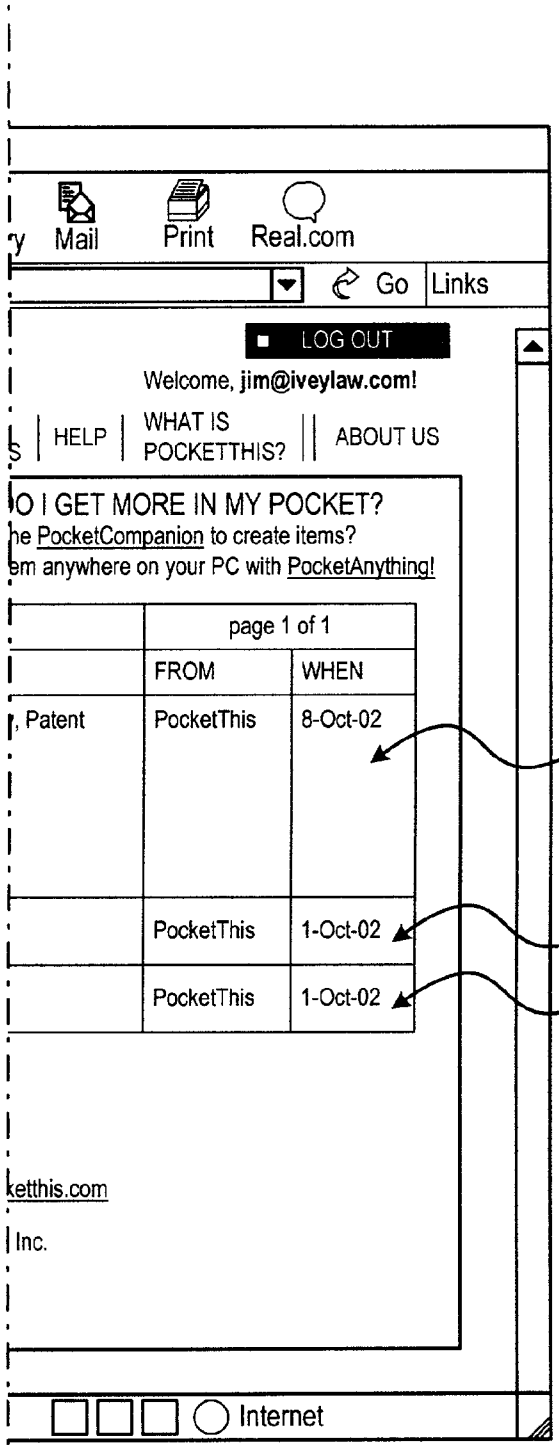 y Mail Print Real.com
Go Links
LOG OUT
Welcome, jim@iveylaw.com!
S HELP WHAT IS POCKETTHIS? ABOUT US
O I GET MORE IN MY POCKET?
he PocketCompanion to create items?
em anywhere on your PC with PocketAnything!
page 1 of 1
FROM WHEN
, Patent PocketThis 8-Oct-02
PocketThis 1-Oct-02
PocketThis 1-Oct-02
ketthis.com
Inc.
Internet